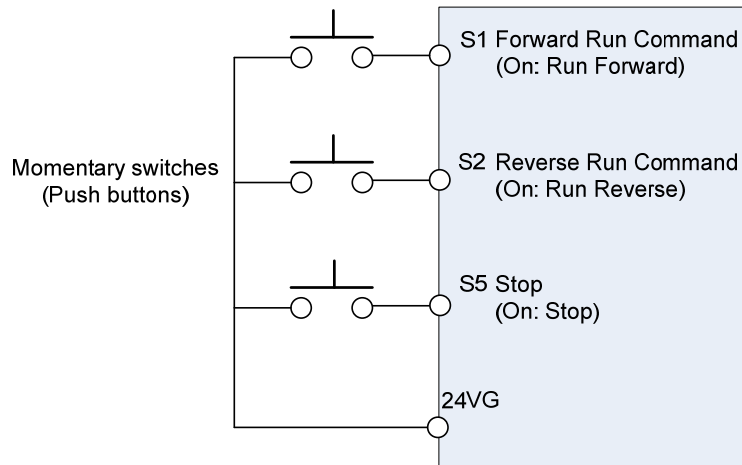 S1 Forward Run Command
(On: Run Forward)
Momentary switches
(Push buttons)
S2 Reverse Run Command
(On: Run Reverse)
S5 Stop
(On: Stop)
24VG